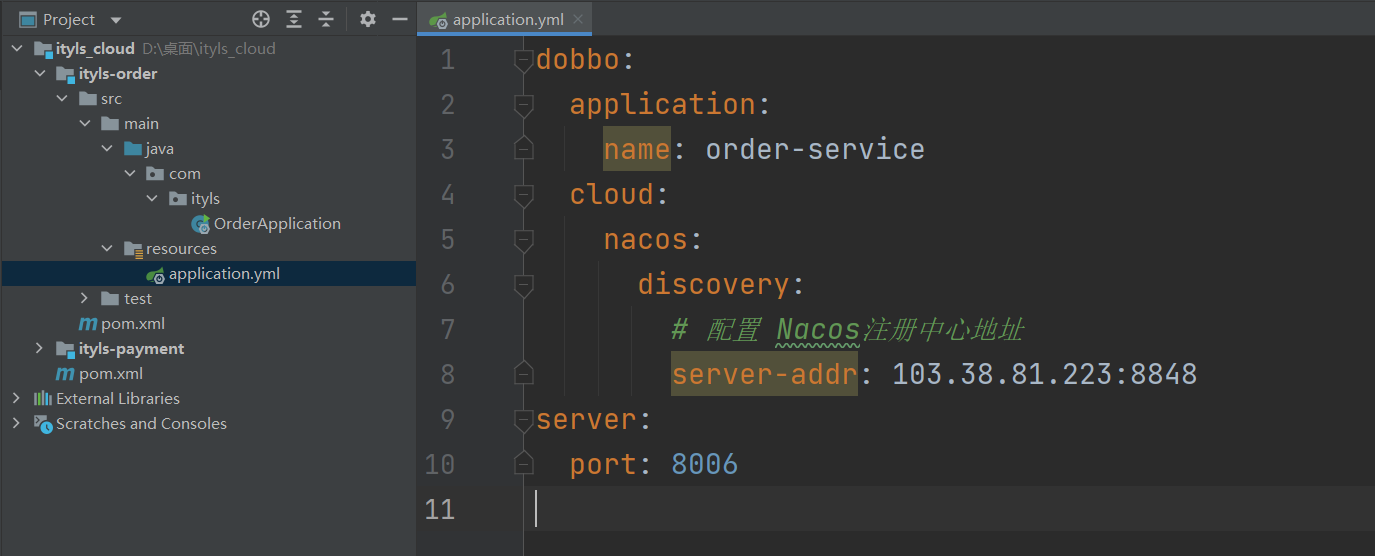 Project
ityls_cloud D:\桌面\ityls_cloud
ityls-order
src
main
java
com
ityls
OrderApplication
resources
application.yml
test
pom.xml
ityls-payment
pom.xml
External Libraries
Scratches and Consoles
application.yml
1 dobbo:
2 application:
3 name: order-service
4 cloud:
5 nacos:
6 discovery:
7 # 配置 Nacos注册中心地址
8 server-addr: 103.38.81.223:8848
9 server:
10 port: 8006
11